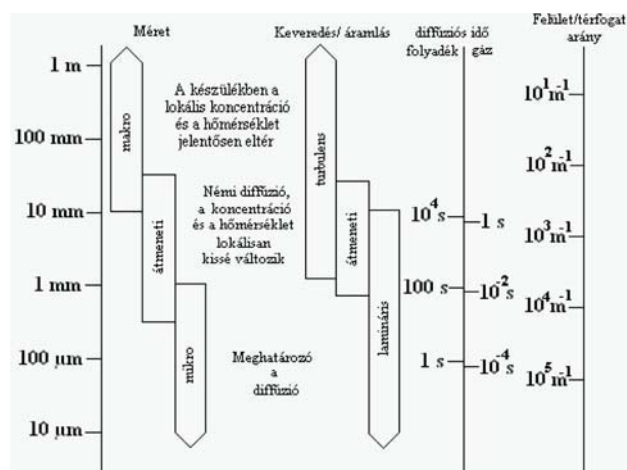 Méret
Keveredés/ áramlás
diffúziós idő
folyadék gáz
Felület/térfogat
arány
1 m
100 mm
10 mm
1 mm
100 µm
10 µm
makro
átmeneti
mikro
A készülékben a
lokális koncentráció
és a hőmérséklet
jelentősen eltér
Némi diffúzió,
a koncentráció
és a hőmérséklet
lokálisan
kissé változik
Meghatározó
a
diffúzió
turbulens
átmeneti
lamináris
10⁴ s
100 s
1 s
1 s
10⁻² s
10⁻⁴ s
10¹ m⁻¹
10² m⁻¹
10³ m⁻¹
10⁴ m⁻¹
10⁵ m⁻¹